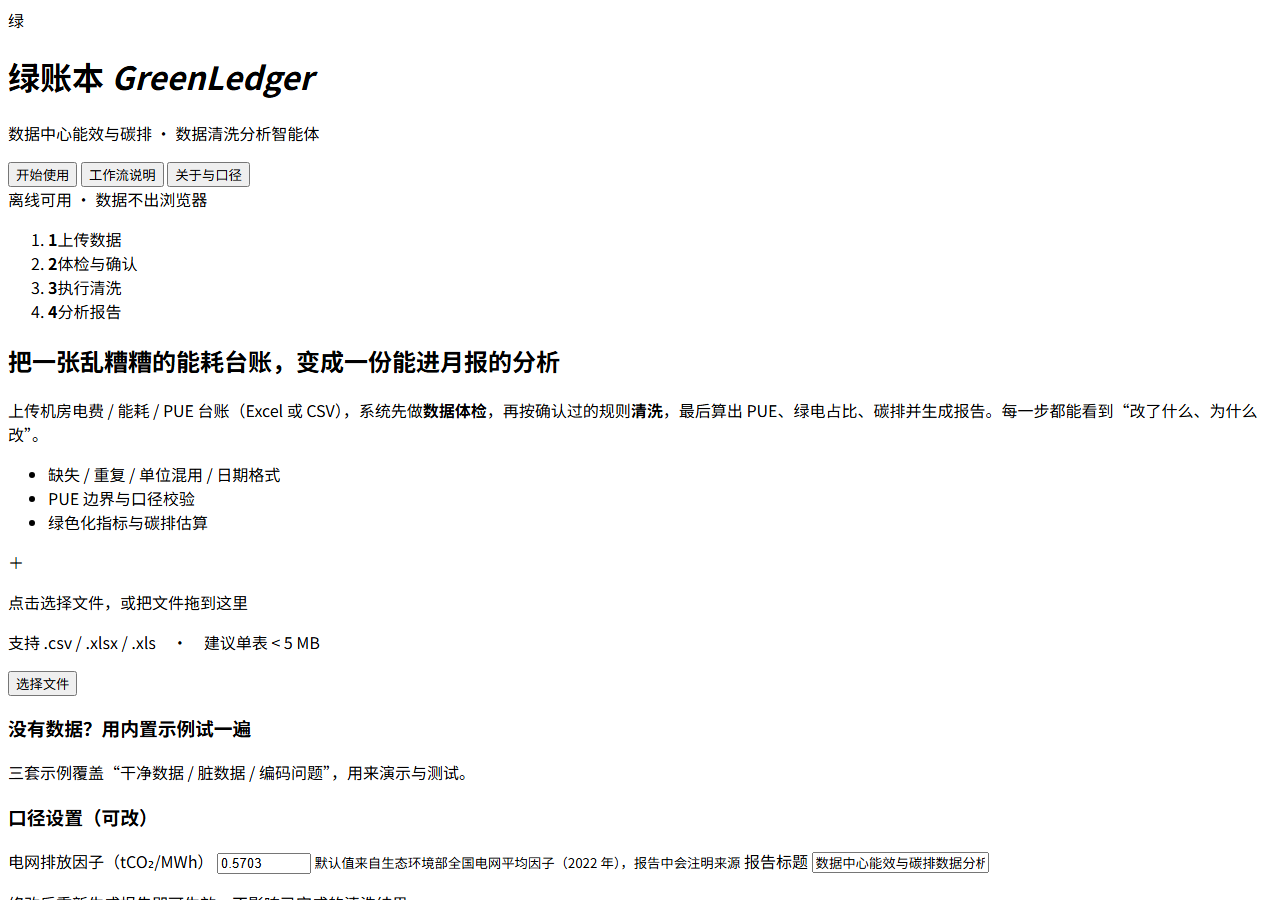 绿
绿账本 GreenLedger
数据中心能效与碳排 · 数据清洗分析智能体
开始使用 工作流说明 关于与口径
离线可用 · 数据不出浏览器
1. 1上传数据
2. 2体检与确认
3. 3执行清洗
4. 4分析报告
把一张乱糟糟的能耗台账，变成一份能进月报的分析
上传机房电费 / 能耗 / PUE 台账（Excel 或 CSV），系统先做数据体检，再按确认过的规则清洗，最后算出 PUE、绿电占比、碳排并生成报告。每一步都能看到“改了什么、为什么
改”。
• 缺失 / 重复 / 单位混用 / 日期格式
• PUE 边界与口径校验
• 绿色化指标与碳排估算
＋
点击选择文件，或把文件拖到这里
支持 .csv / .xlsx / .xls · 建议单表 < 5 MB
选择文件
没有数据？用内置示例试一遍
三套示例覆盖“干净数据 / 脏数据 / 编码问题”，用来演示与测试。
口径设置（可改）
电网排放因子（tCO₂/MWh） 0.5703 默认值来自生态环境部全国电网平均因子（2022 年），报告中会注明来源 报告标题 数据中心能效与碳排数据分析